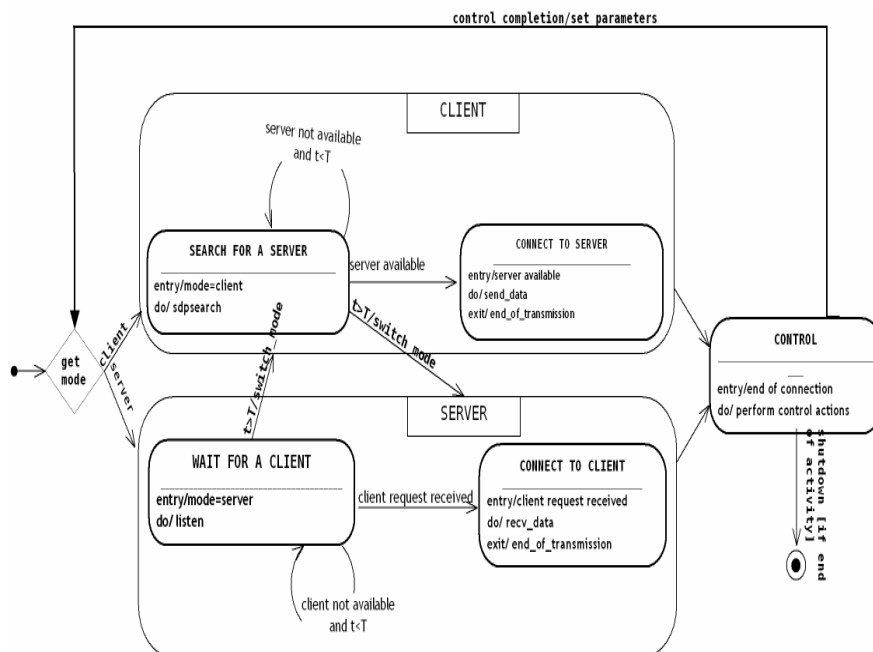 control completion/set parameters
CLIENT
server not available
and t<T
SEARCH FOR A SERVER
entry/mode=client
do/ sdpsearch
server available
CONNECT TO SERVER
entry/server available
do/ send_data
exit/ end_of_transmission
t>T/switch_mode
t>T/switch mode
get
mode
client
server
CONTROL
entry/end of connection
do/ perform control actions
SERVER
WAIT FOR A CLIENT
entry/mode=server
do/ listen
client request received
CONNECT TO CLIENT
entry/client request received
do/ recv_data
exit/ end_of_transmission
client not available
and t<T
shutdown [if end
of activity]